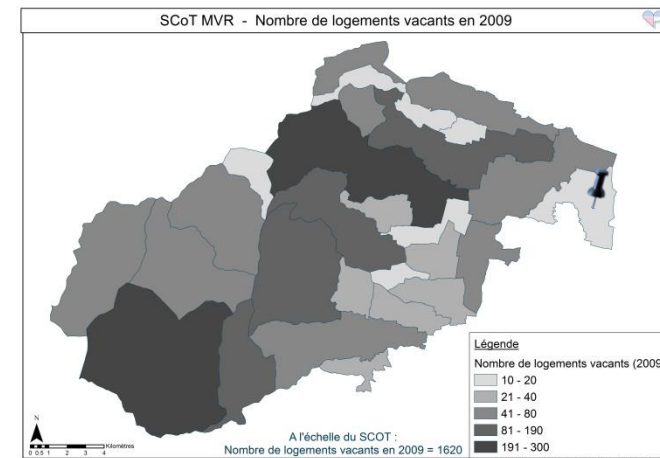 SCoT MVR - Nombre de logements vacants en 2009
Légende
Nombre de logements vacants (2009
10 - 20
21 - 40
41 - 80
81 - 190
191 - 300
N
Kilomètres
0 0.5 1 2 3 4
A l'échelle du SCOT :
Nombre de logements vacants en 2009 = 1620